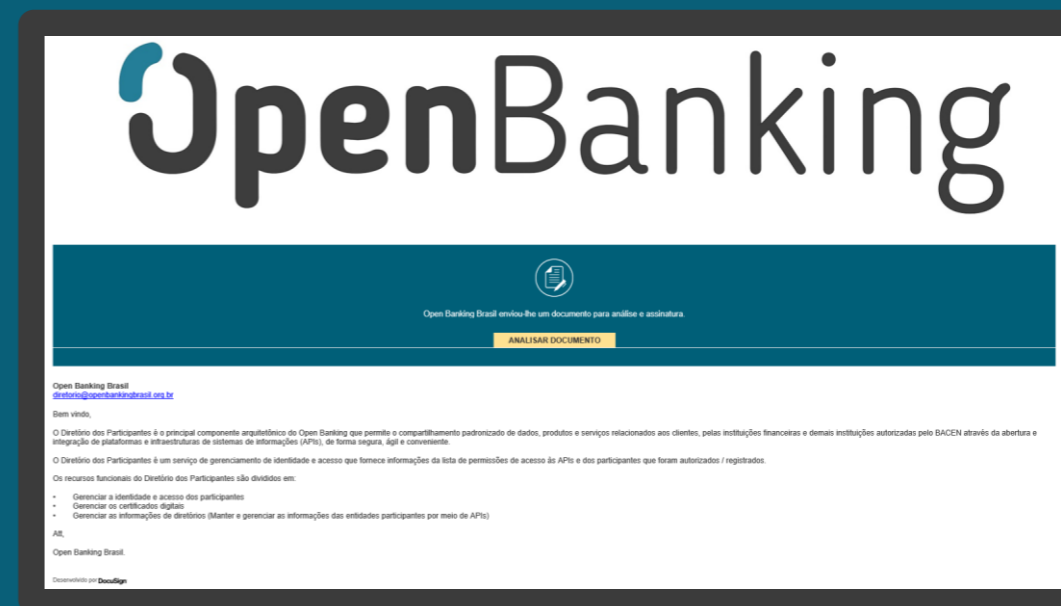 OpenBanking
Open Banking Brasil enviou-lhe um documento para análise e assinatura.
ANALISAR DOCUMENTO
Open Banking Brasil
diretorio@openbankingbrasil.org.br
Bem vindo,
O Diretório dos Participantes é o principal componente arquitetônico do Open Banking que permite o compartilhamento padronizado de dados, produtos e serviços relacionados aos clientes, pelas instituições financeiras e demais instituições autorizadas pelo BACEN através da abertura e
integração de plataformas e infraestruturas de sistemas de informações (APIs), de forma segura, ágil e conveniente.
O Diretório dos Participantes é um serviço de gerenciamento de identidade e acesso que fornece informações da lista de permissões de acesso às APIs e dos participantes que foram autorizados / registrados.
Os recursos funcionais do Diretório dos Participantes são divididos em:
• Gerenciar a identidade e acesso dos participantes
• Gerenciar os certificados digitais
• Gerenciar as informações de diretórios (Manter e gerenciar as informações das entidades participantes por meio de APIs)
Att,
Open Banking Brasil.
Desenvolvido por DocuSign